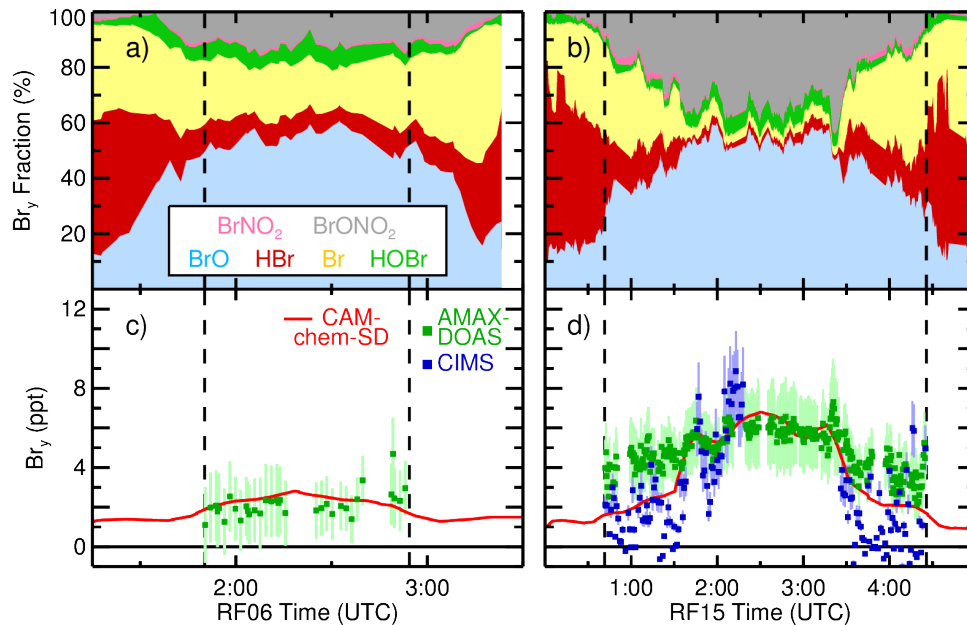 100
80
60
40
20
Br_y Fraction (%)
a)
BrNO₂ BrONO₂
BrO HBr Br HOBr
b)
12
8
4
0
Br_y (ppt)
c)
CAM-
chem-SD
AMAX-
DOAS
CIMS
d)
2:00 3:00
RF06 Time (UTC)
1:00 2:00 3:00 4:00
RF15 Time (UTC)